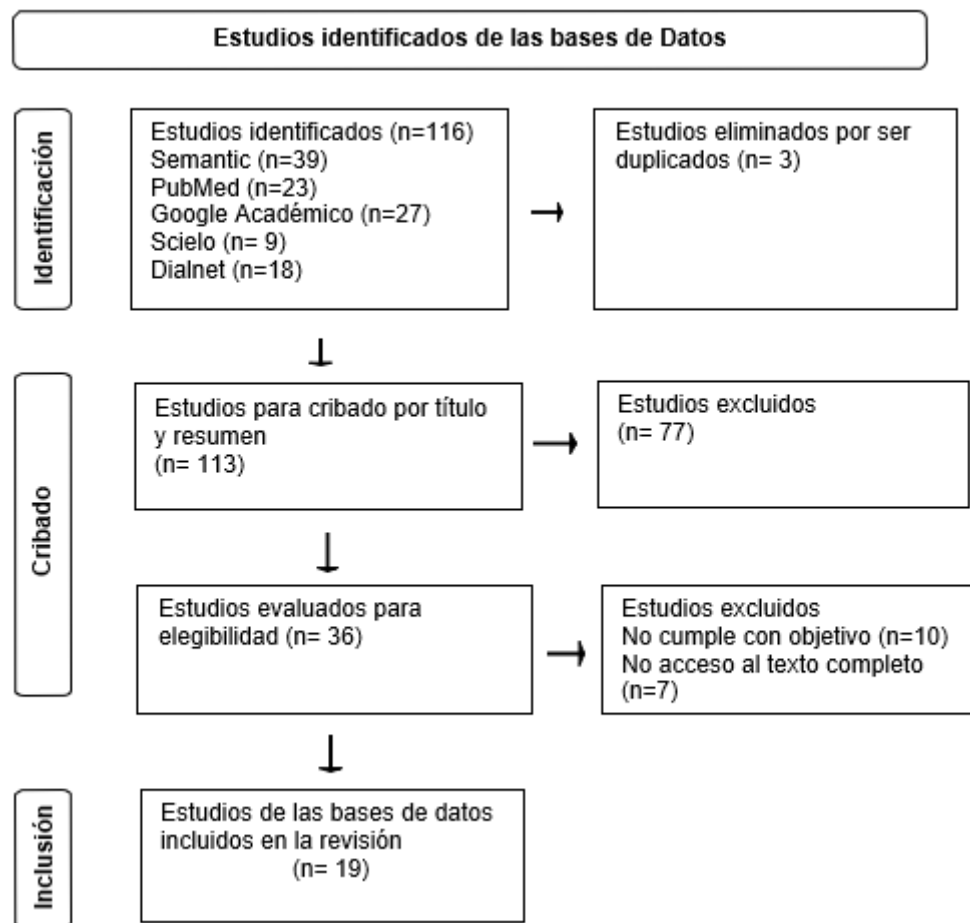 Estudios identificados de las bases de Datos
Identificación
Estudios identificados (n=116)
Semantic (n=39)
PubMed (n=23)
Google Académico (n=27)
Scielo (n= 9)
Dialnet (n=18)
Estudios eliminados por ser
duplicados (n= 3)
Cribado
Estudios para cribado por título
y resumen
(n= 113)
Estudios excluidos
(n= 77)
Estudios evaluados para
elegibilidad (n= 36)
Estudios excluidos
No cumple con objetivo (n=10)
No acceso al texto completo
(n=7)
Inclusión
Estudios de las bases de datos
incluidos en la revisión
(n= 19)